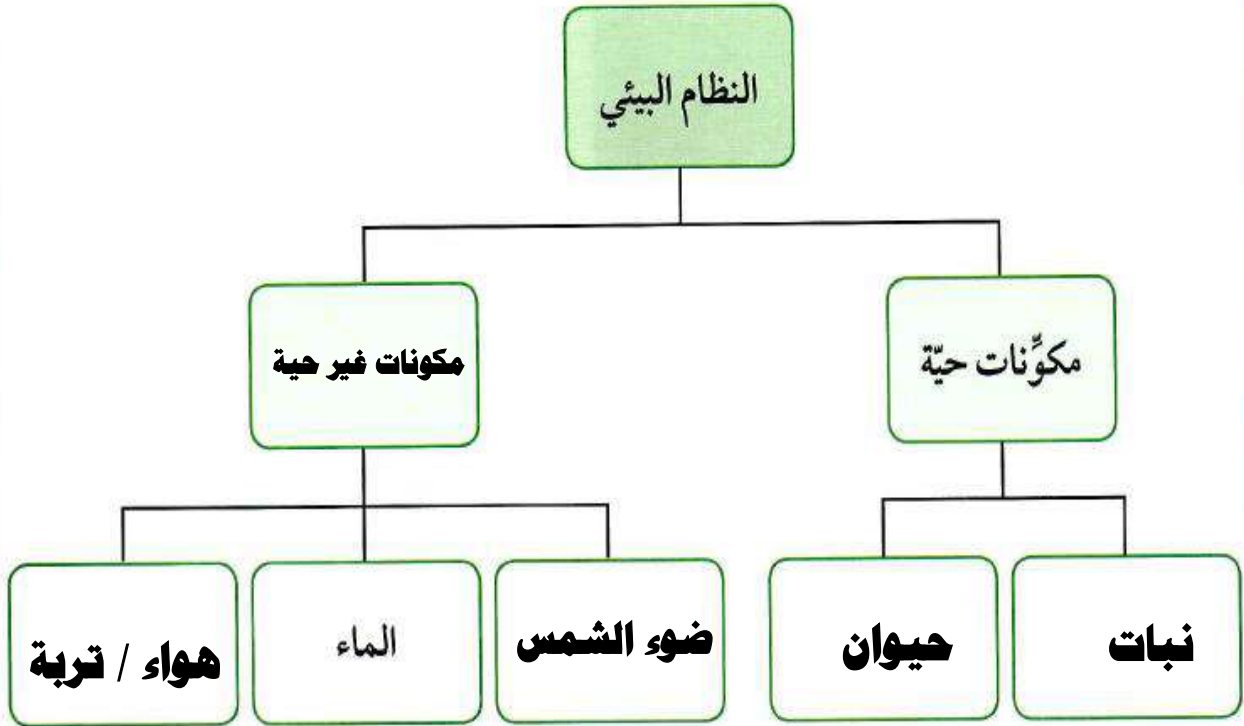 النظام البيئي
مكوِّنات حيّة
مكونات غير حية
نبات
حيوان
ضوء الشمس
الماء
هواء / تربة